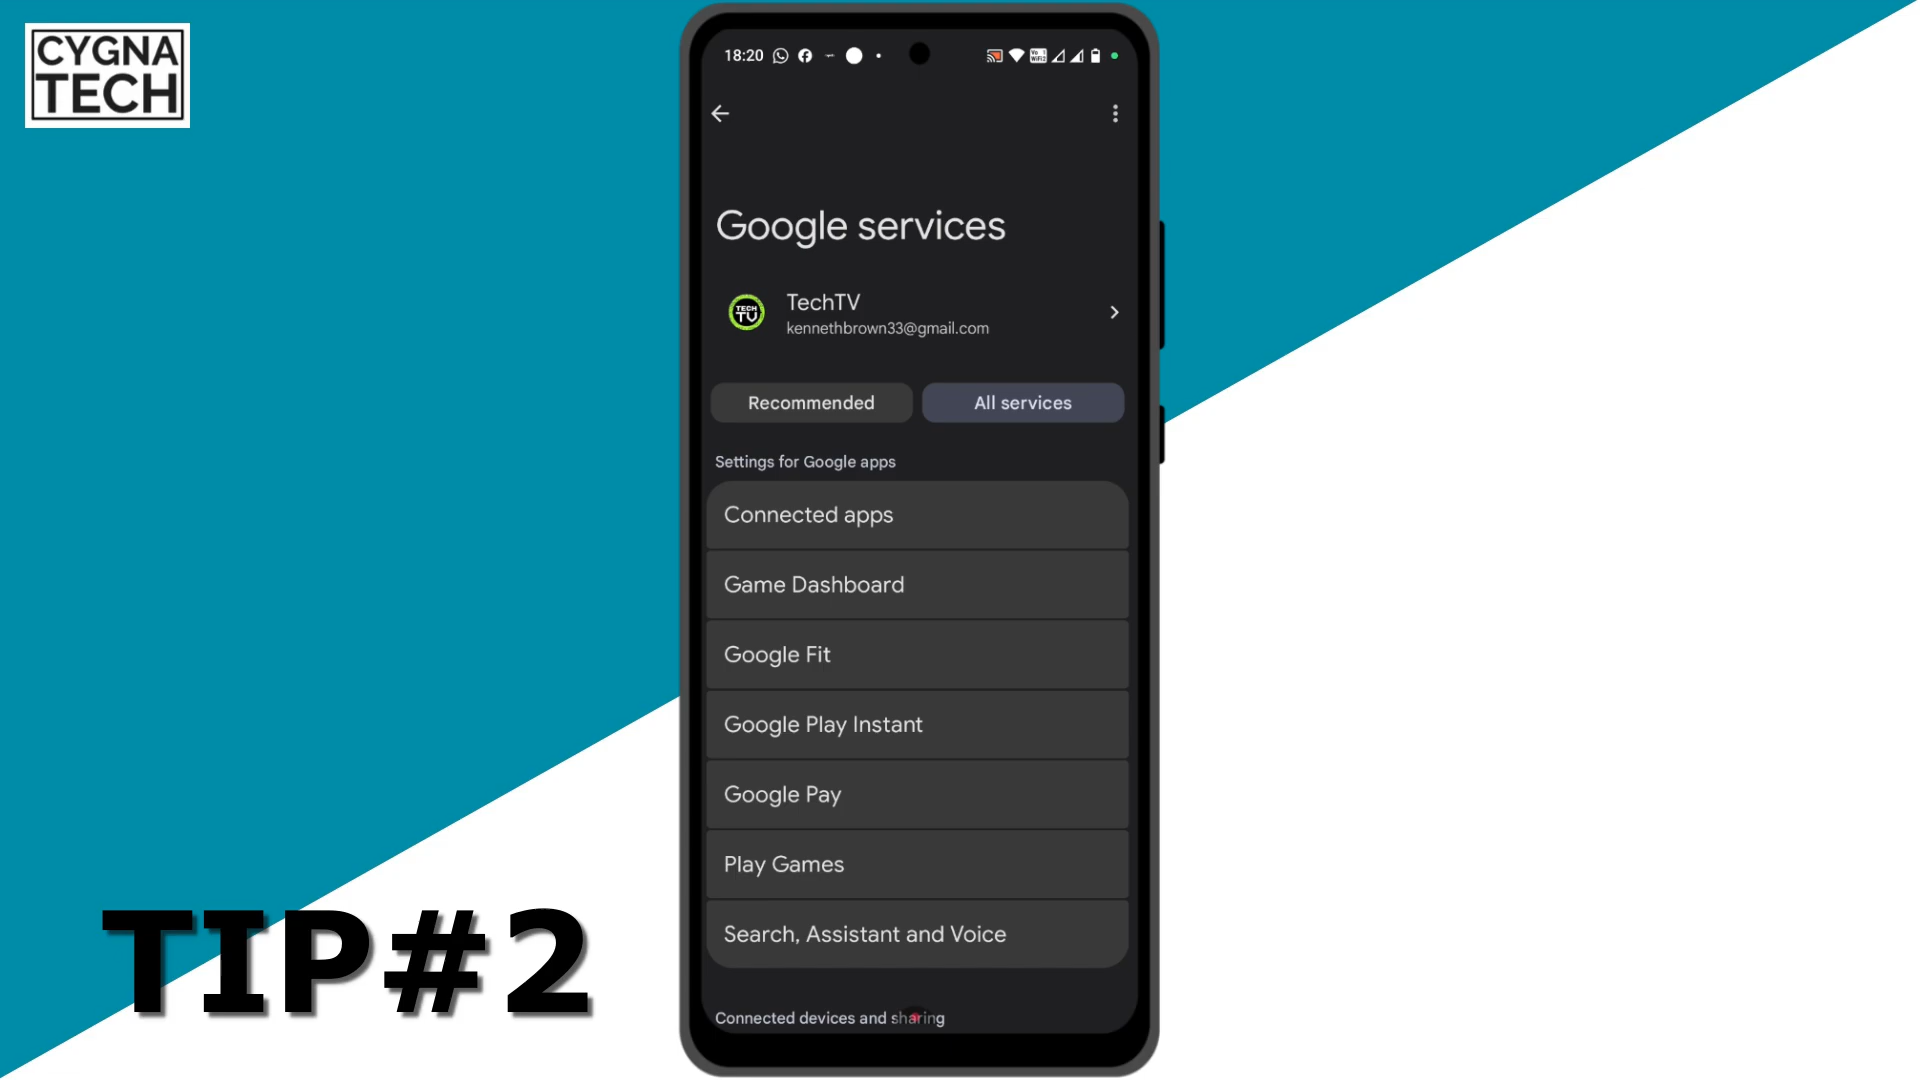 CYGNA
TECH
18:20
Google services
TECH
TV
TechTV
kennethbrown33@gmail.com
Recommended
All services
Settings for Google apps
Connected apps
Game Dashboard
Google Fit
Google Play Instant
Google Pay
Play Games
Search, Assistant and Voice
Connected devices and sharing
TIP#2